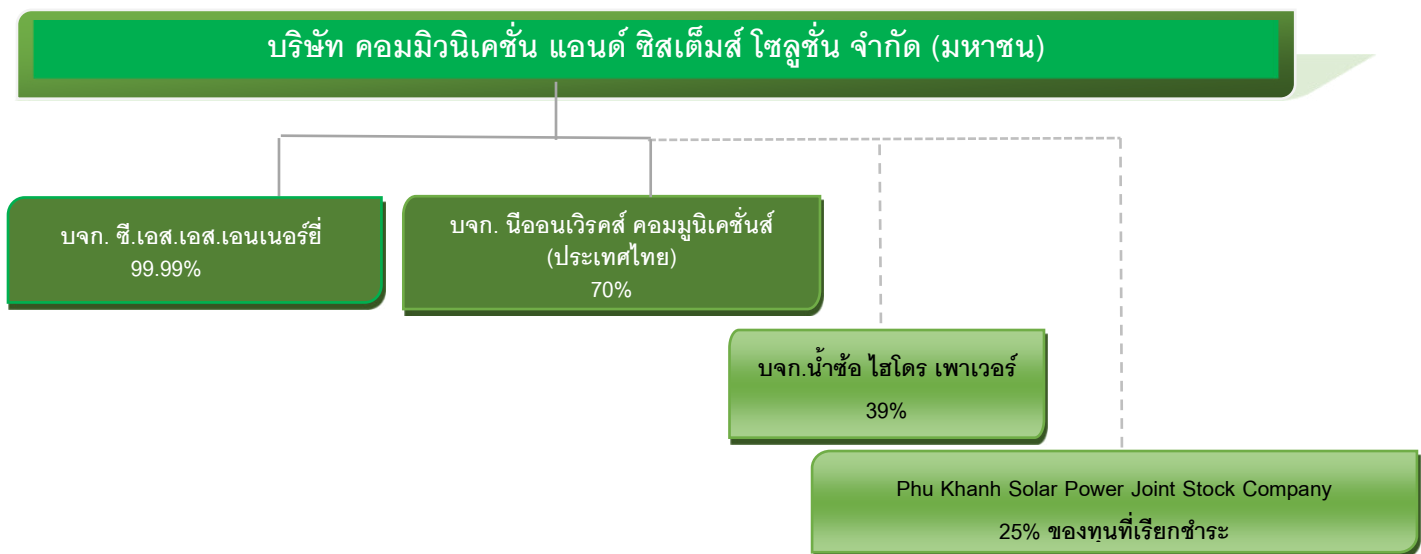 บริษัท คอมมิวนิเคชั่น แอนด์ ซิสเต็มส์ โซลูชั่น จำกัด (มหาชน)
บจก. ซี.เอส.เอส.เอนเนอร์ยี่
99.99%
บจก. นีออนเวิรคส์ คอมมูนิเคชั่นส์
(ประเทศไทย)
70%
บจก.น้ำซ้อ ไฮโดร เพาเวอร์
39%
Phu Khanh Solar Power Joint Stock Company
25% ของทุนที่เรียกชำระ